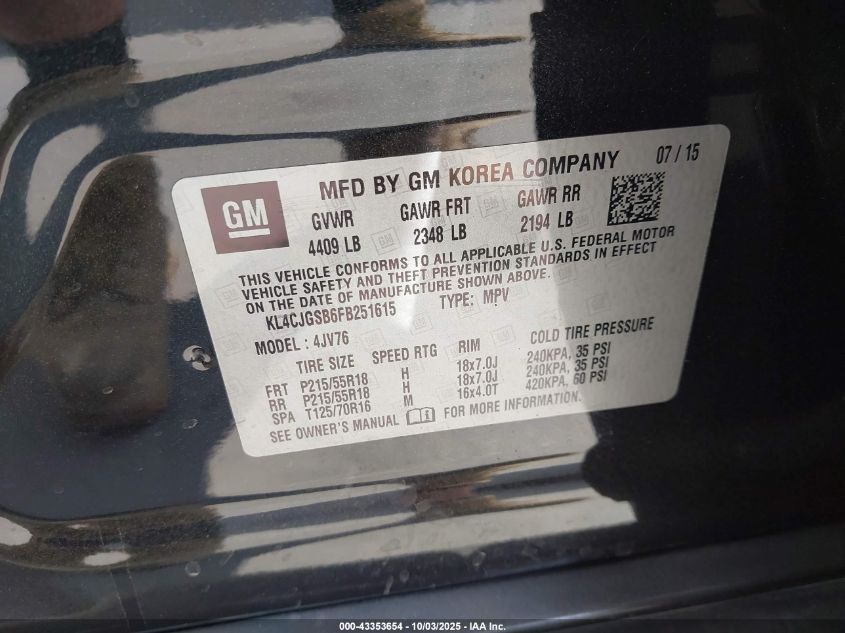 MFD BY GM KOREA COMPANY 07 / 15
GM
GVWR GAWR FRT GAWR RR
4409 LB 2348 LB 2194 LB
THIS VEHICLE CONFORMS TO ALL APPLICABLE U.S. FEDERAL MOTOR
VEHICLE SAFETY AND THEFT PREVENTION STANDARDS IN EFFECT
ON THE DATE OF MANUFACTURE SHOWN ABOVE.
KL4CJGSB6FB251615 TYPE: MPV
MODEL : 4JV76
TIRE SIZE SPEED RTG RIM COLD TIRE PRESSURE
FRT P215/55R18 H 18x7.0J 240KPA, 35 PSI
RR P215/55R18 H 18x7.0J 240KPA, 35 PSI
SPA T125/70R16 M 16x4.0T 420KPA, 60 PSI
SEE OWNER'S MANUAL FOR MORE INFORMATION.
000-43353654 - 10/03/2025 - IAA Inc.